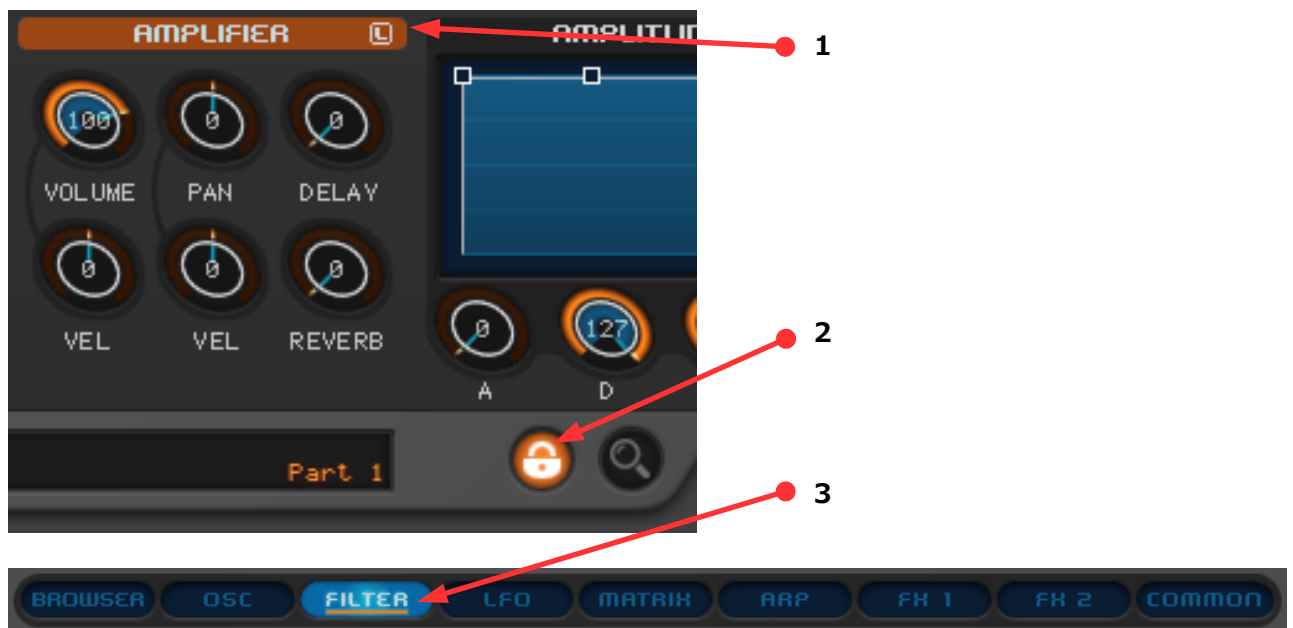 AMPLIFIER L AMPLITUD 1
100 0 0
VOLUME PAN DELAY
0 0 0
VEL VEL REVERB
0 127
A D
2
Part 1
3
BROWSER OSC FILTER LFO MATRIX ARP FX 1 FX 2 COMMON